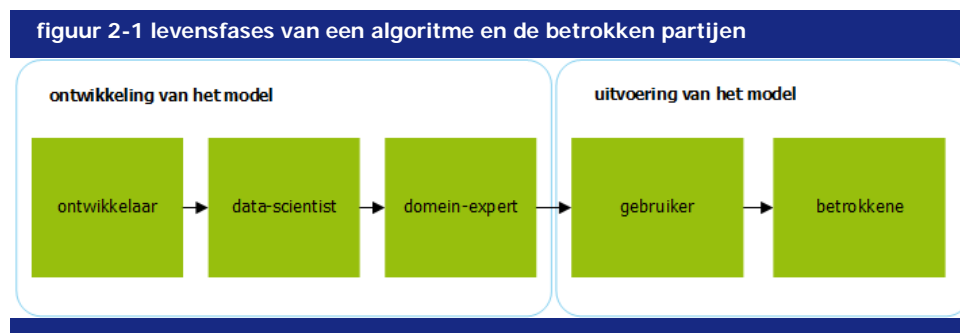 figuur 2-1 levensfases van een algoritme en de betrokken partijen
ontwikkeling van het model
uitvoering van het model
ontwikkelaar
data-scientist
domein-expert
gebruiker
betrokkene